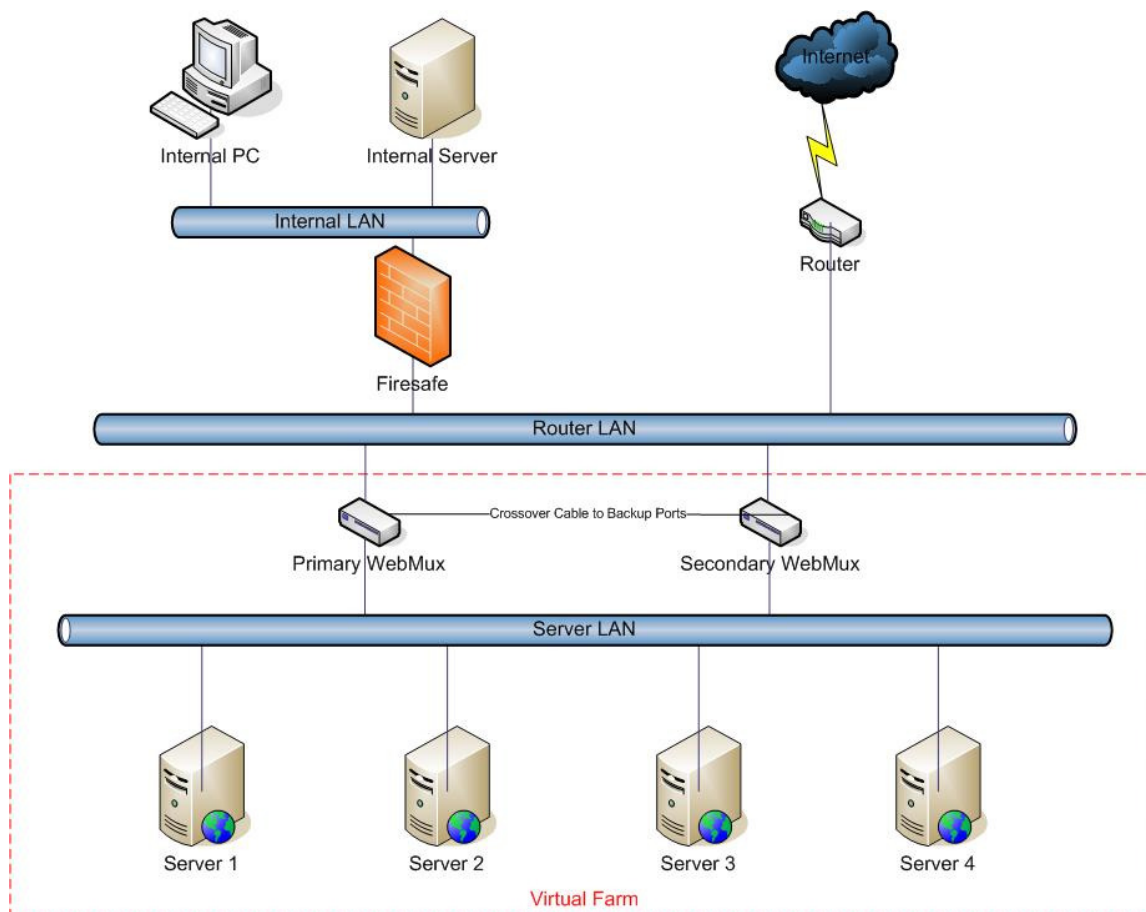 Internet
Internal PC
Internal Server
Internal LAN
Router
Firesafe
Router LAN
Crossover Cable to Backup Ports
Primary WebMux
Secondary WebMux
Server LAN
Server 1
Server 2
Server 3
Server 4
Virtual Farm